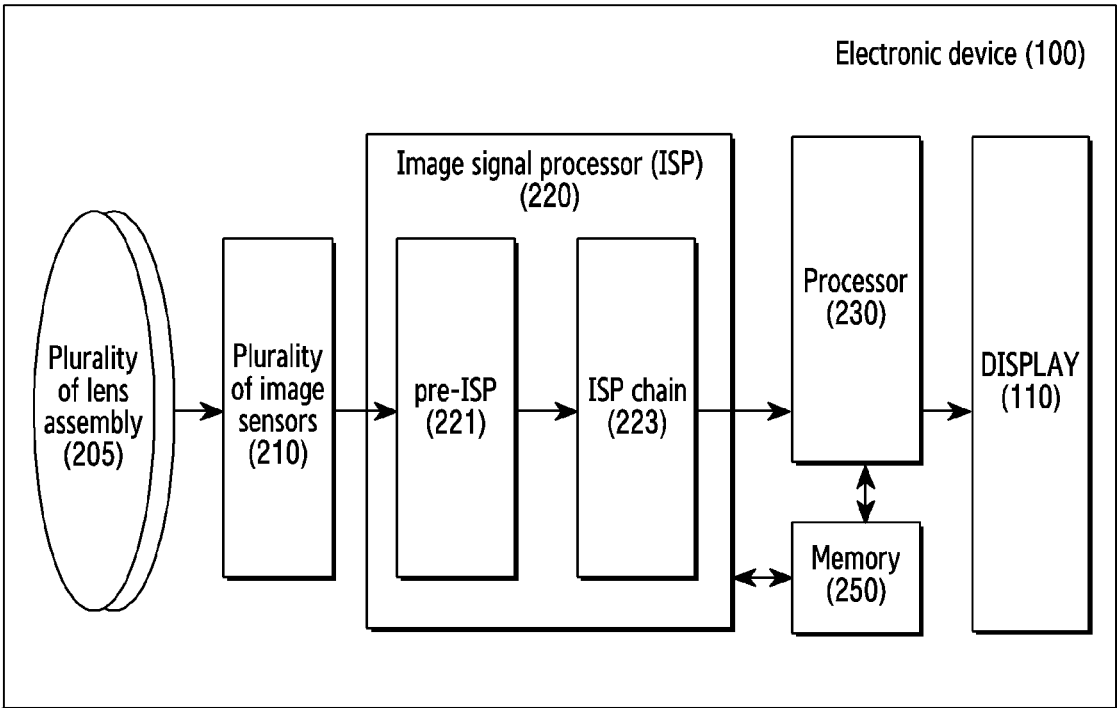 Electronic device (100)
Image signal processor (ISP)
(220)
Plurality
of lens
assembly
(205)
Plurality
of image
sensors
(210)
pre-ISP
(221)
ISP chain
(223)
Processor
(230)
Memory
(250)
DISPLAY
(110)